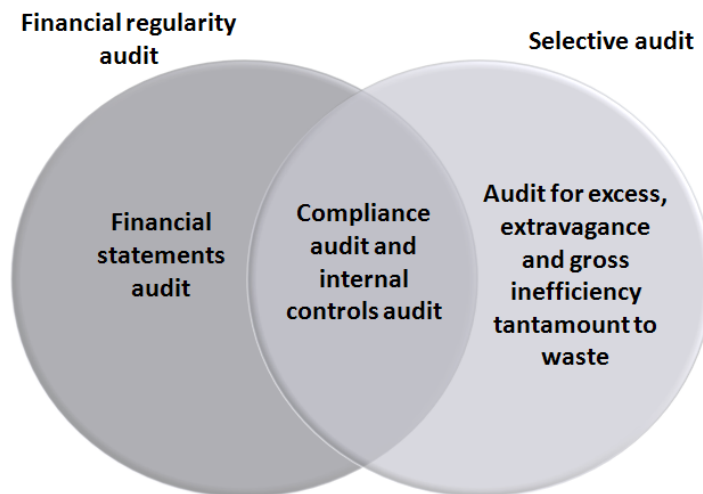 Financial regularity
audit
Selective audit
Financial
statements
audit
Compliance
audit and
internal
controls audit
Audit for excess,
extravagance
and gross
inefficiency
tantamount to
waste